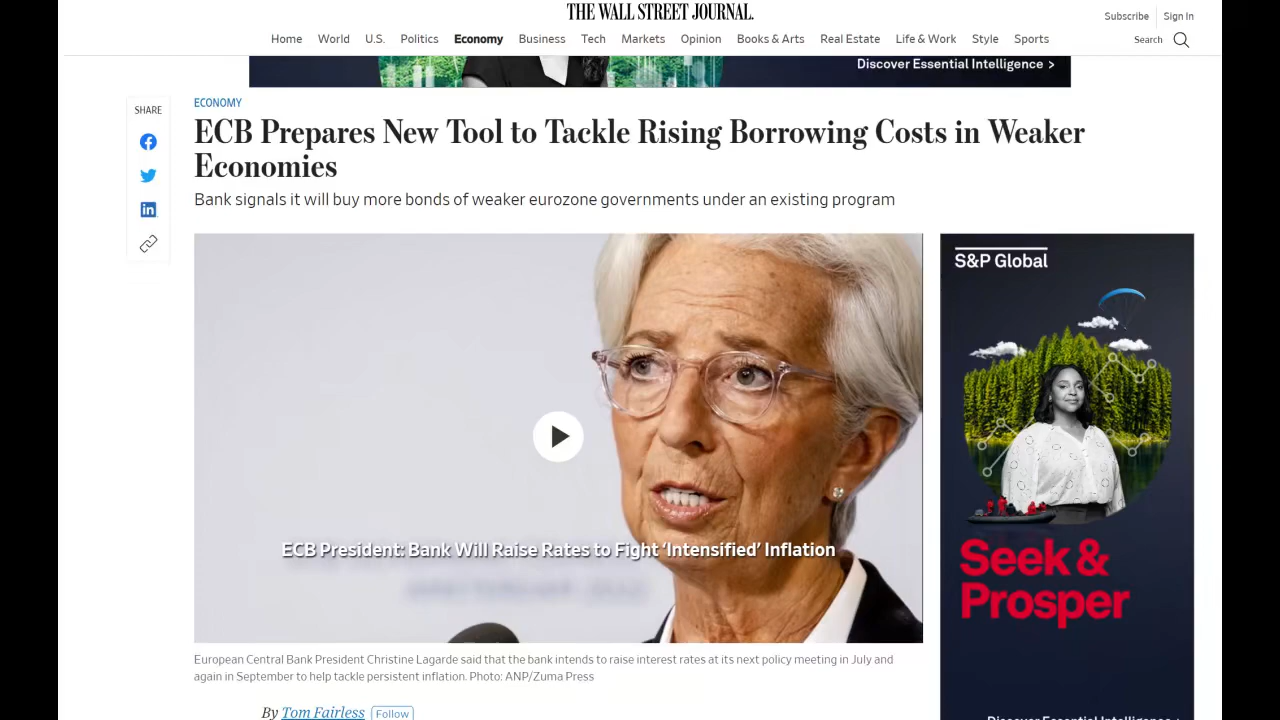 THE WALL STREET JOURNAL.
Subscribe Sign In
Home World U.S. Politics Economy Business Tech Markets Opinion Books & Arts Real Estate Life & Work Style Sports Search
Discover Essential Intelligence >
SHARE
ECONOMY
ECB Prepares New Tool to Tackle Rising Borrowing Costs in Weaker
Economies
Bank signals it will buy more bonds of weaker eurozone governments under an existing program
S&P Global
ECB President: Bank Will Raise Rates to Fight ‘Intensified’ Inflation
Seek &
Prosper
European Central Bank President Christine Lagarde said that the bank intends to raise interest rates at its next policy meeting in July and
again in September to help tackle persistent inflation. Photo: ANP/Zuma Press
By Tom Fairless Follow
Discover Essential Intelligence >